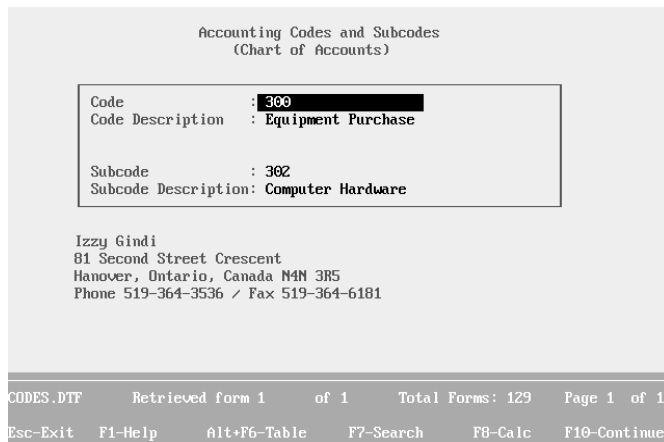 Accounting Codes and Subcodes
(Chart of Accounts)
Code : 300
Code Description : Equipment Purchase
Subcode : 302
Subcode Description: Computer Hardware
Izzy Gindi
81 Second Street Crescent
Hanover, Ontario, Canada N4N 3R5
Phone 519-364-3536 / Fax 519-364-6181
CODES.DTF Retrieved form 1 of 1 Total Forms: 129 Page 1 of 1
Esc-Exit F1-Help Alt+F6-Table F7-Search F8-Calc F10-Continue